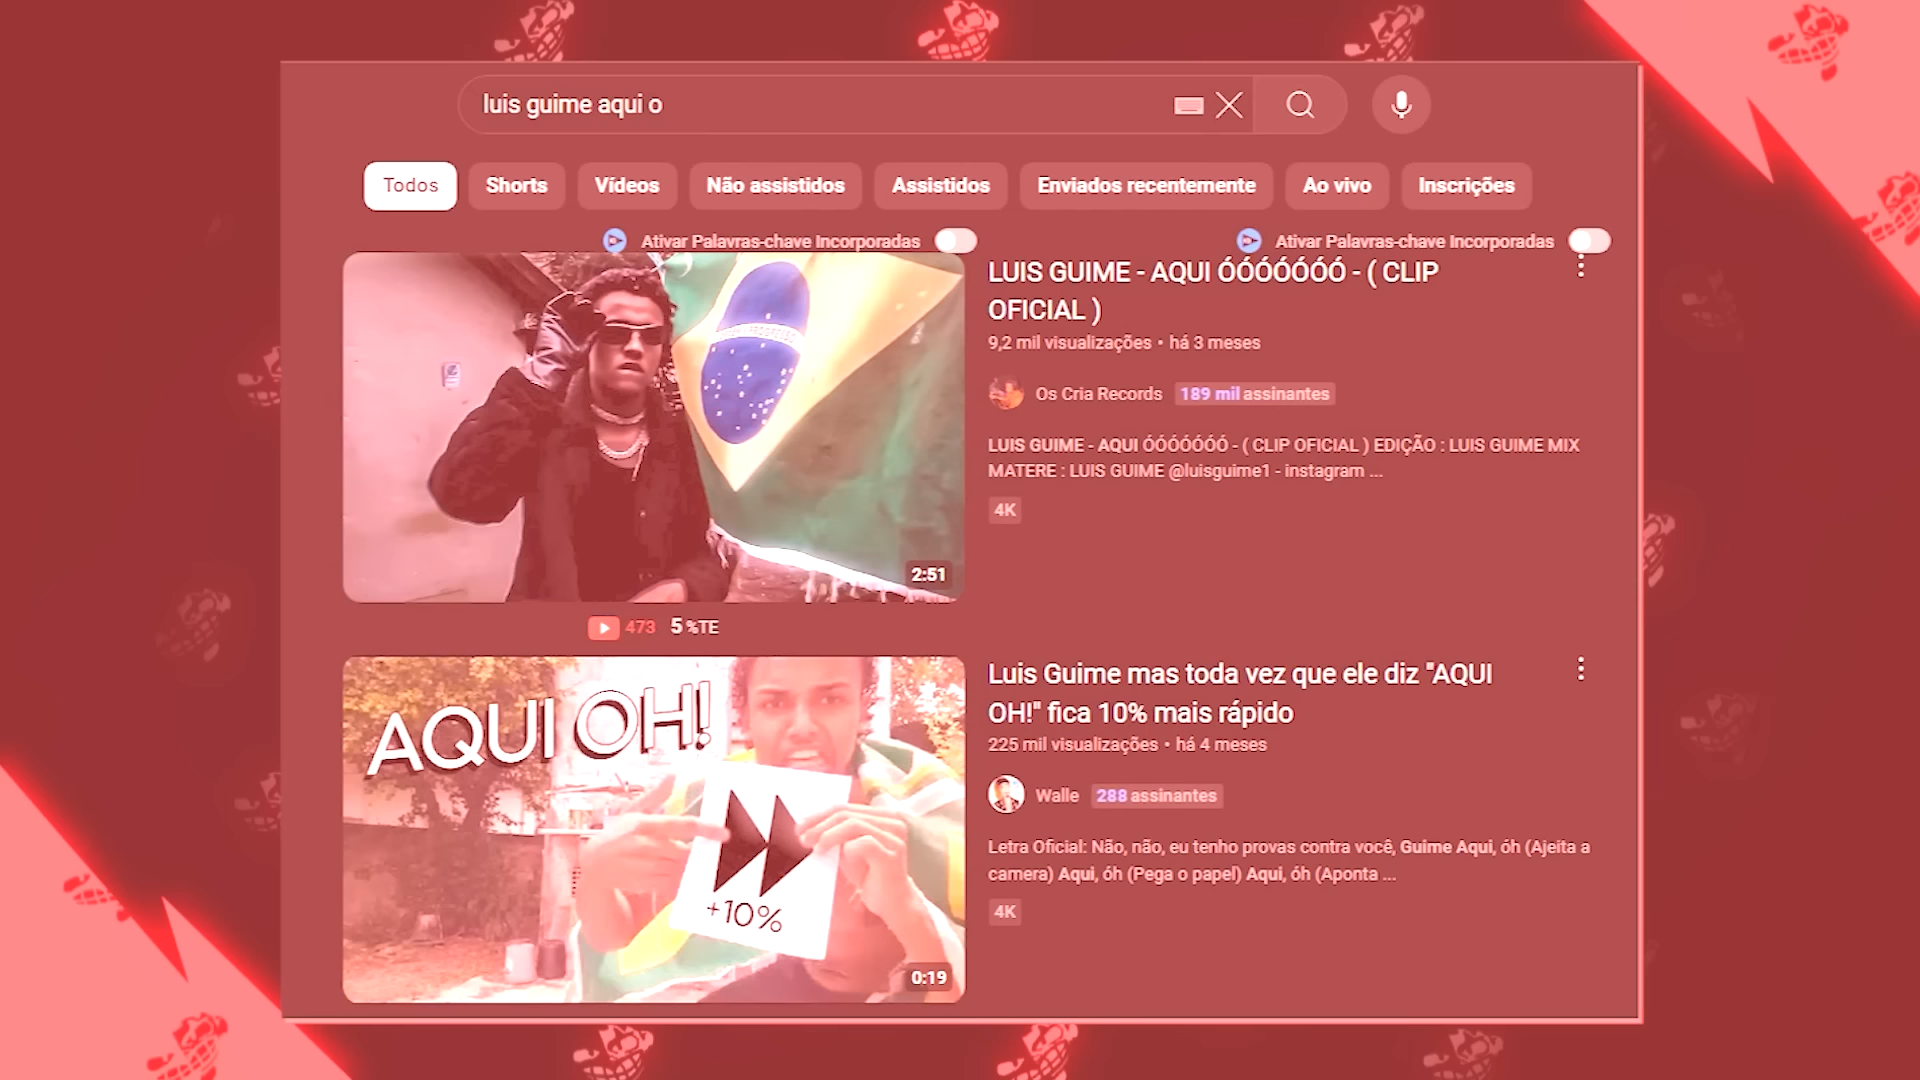 luis guime aqui o
Todos
Shorts
Vídeos
Não assistidos
Assistidos
Enviados recentemente
Ao vivo
Inscrições
Ativar Palavras-chave Incorporadas
Ativar Palavras-chave Incorporadas
LUIS GUIME - AQUI ÓÓÓÓÓÓÓ - ( CLIP
OFICIAL )
9,2 mil visualizações • há 3 meses
Os Cria Records 189 mil assinantes
LUIS GUIME - AQUI ÓÓÓÓÓÓÓ - ( CLIP OFICIAL ) EDIÇÃO : LUIS GUIME MIX
MATERE : LUIS GUIME @luisguime1 - instagram ...
4K
2:51
473 5 %TE
AQUI OH!
+10%
0:19
Luis Guime mas toda vez que ele diz "AQUI
OH!" fica 10% mais rápido
225 mil visualizações • há 4 meses
Walle 288 assinantes
Letra Oficial: Não, não, eu tenho provas contra você, Guime Aqui, óh (Ajeita a
camera) Aqui, óh (Pega o papel) Aqui, óh (Aponta ...
4K